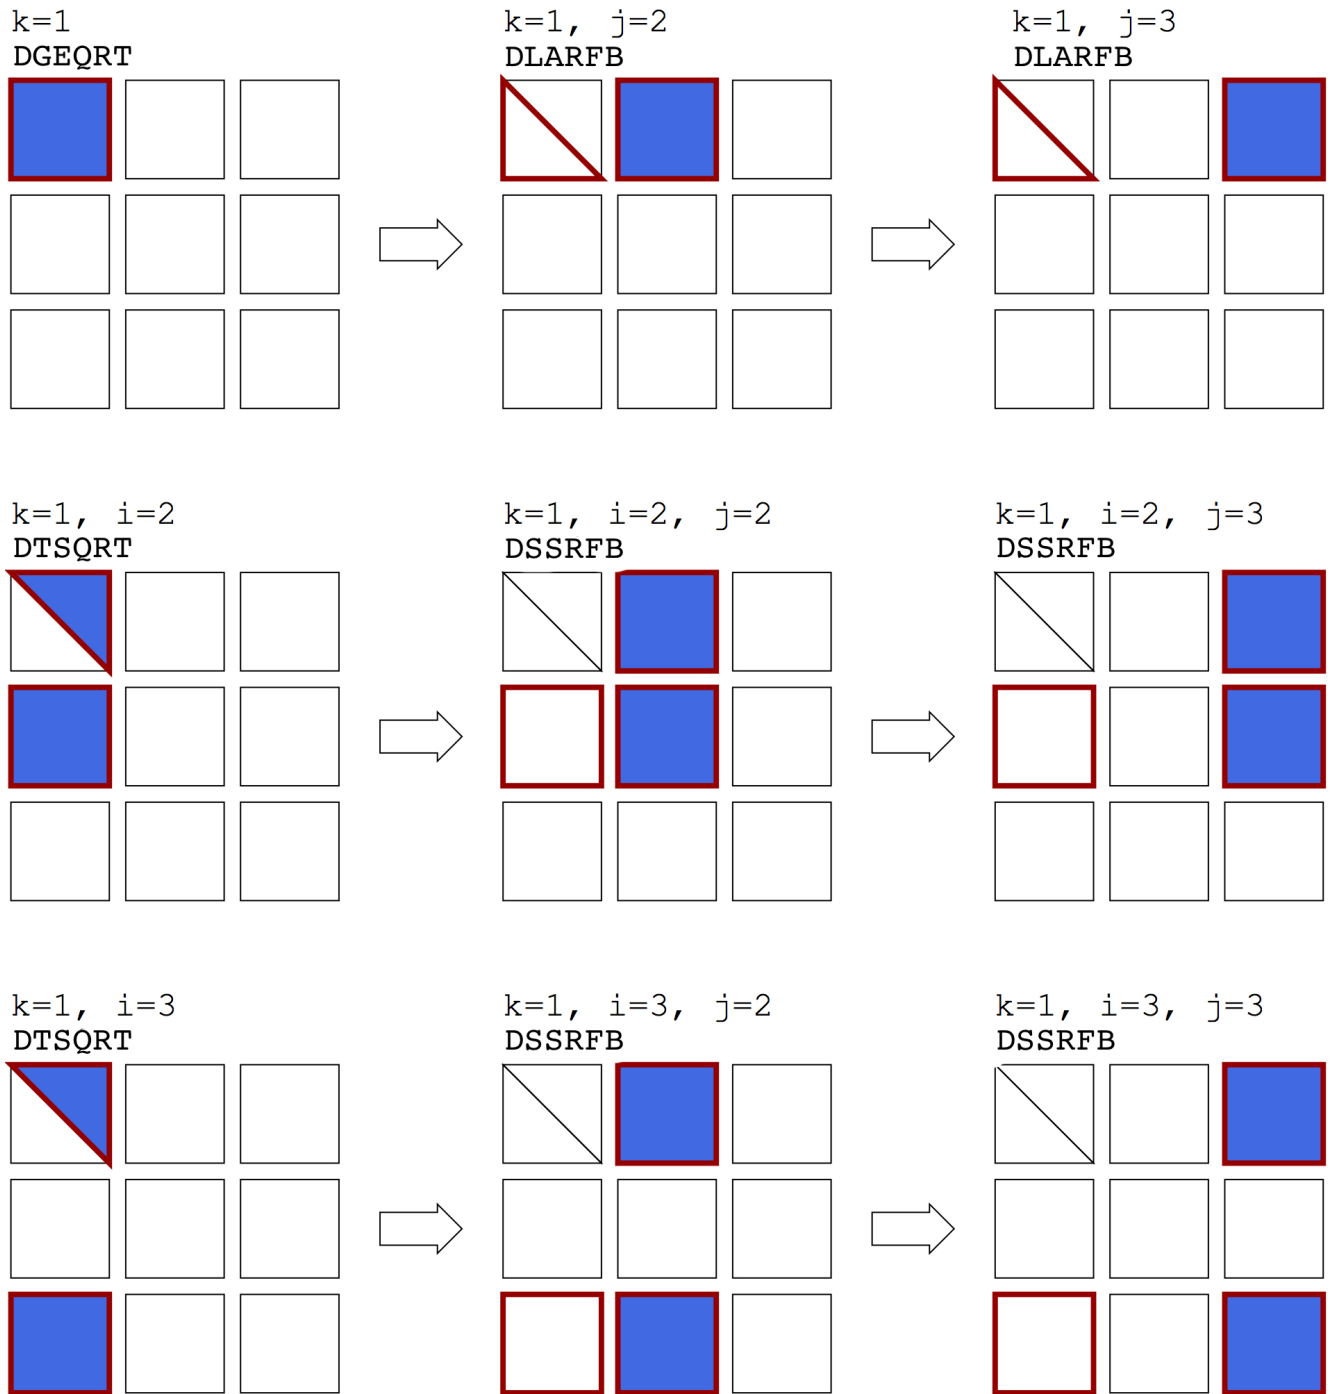 k=1
DGEQRT
k=1, j=2
DLARFB
k=1, j=3
DLARFB
k=1, i=2
DTSQRT
k=1, i=2, j=2
DSSRFB
k=1, i=2, j=3
DSSRFB
k=1, i=3
DTSQRT
k=1, i=3, j=2
DSSRFB
k=1, i=3, j=3
DSSRFB